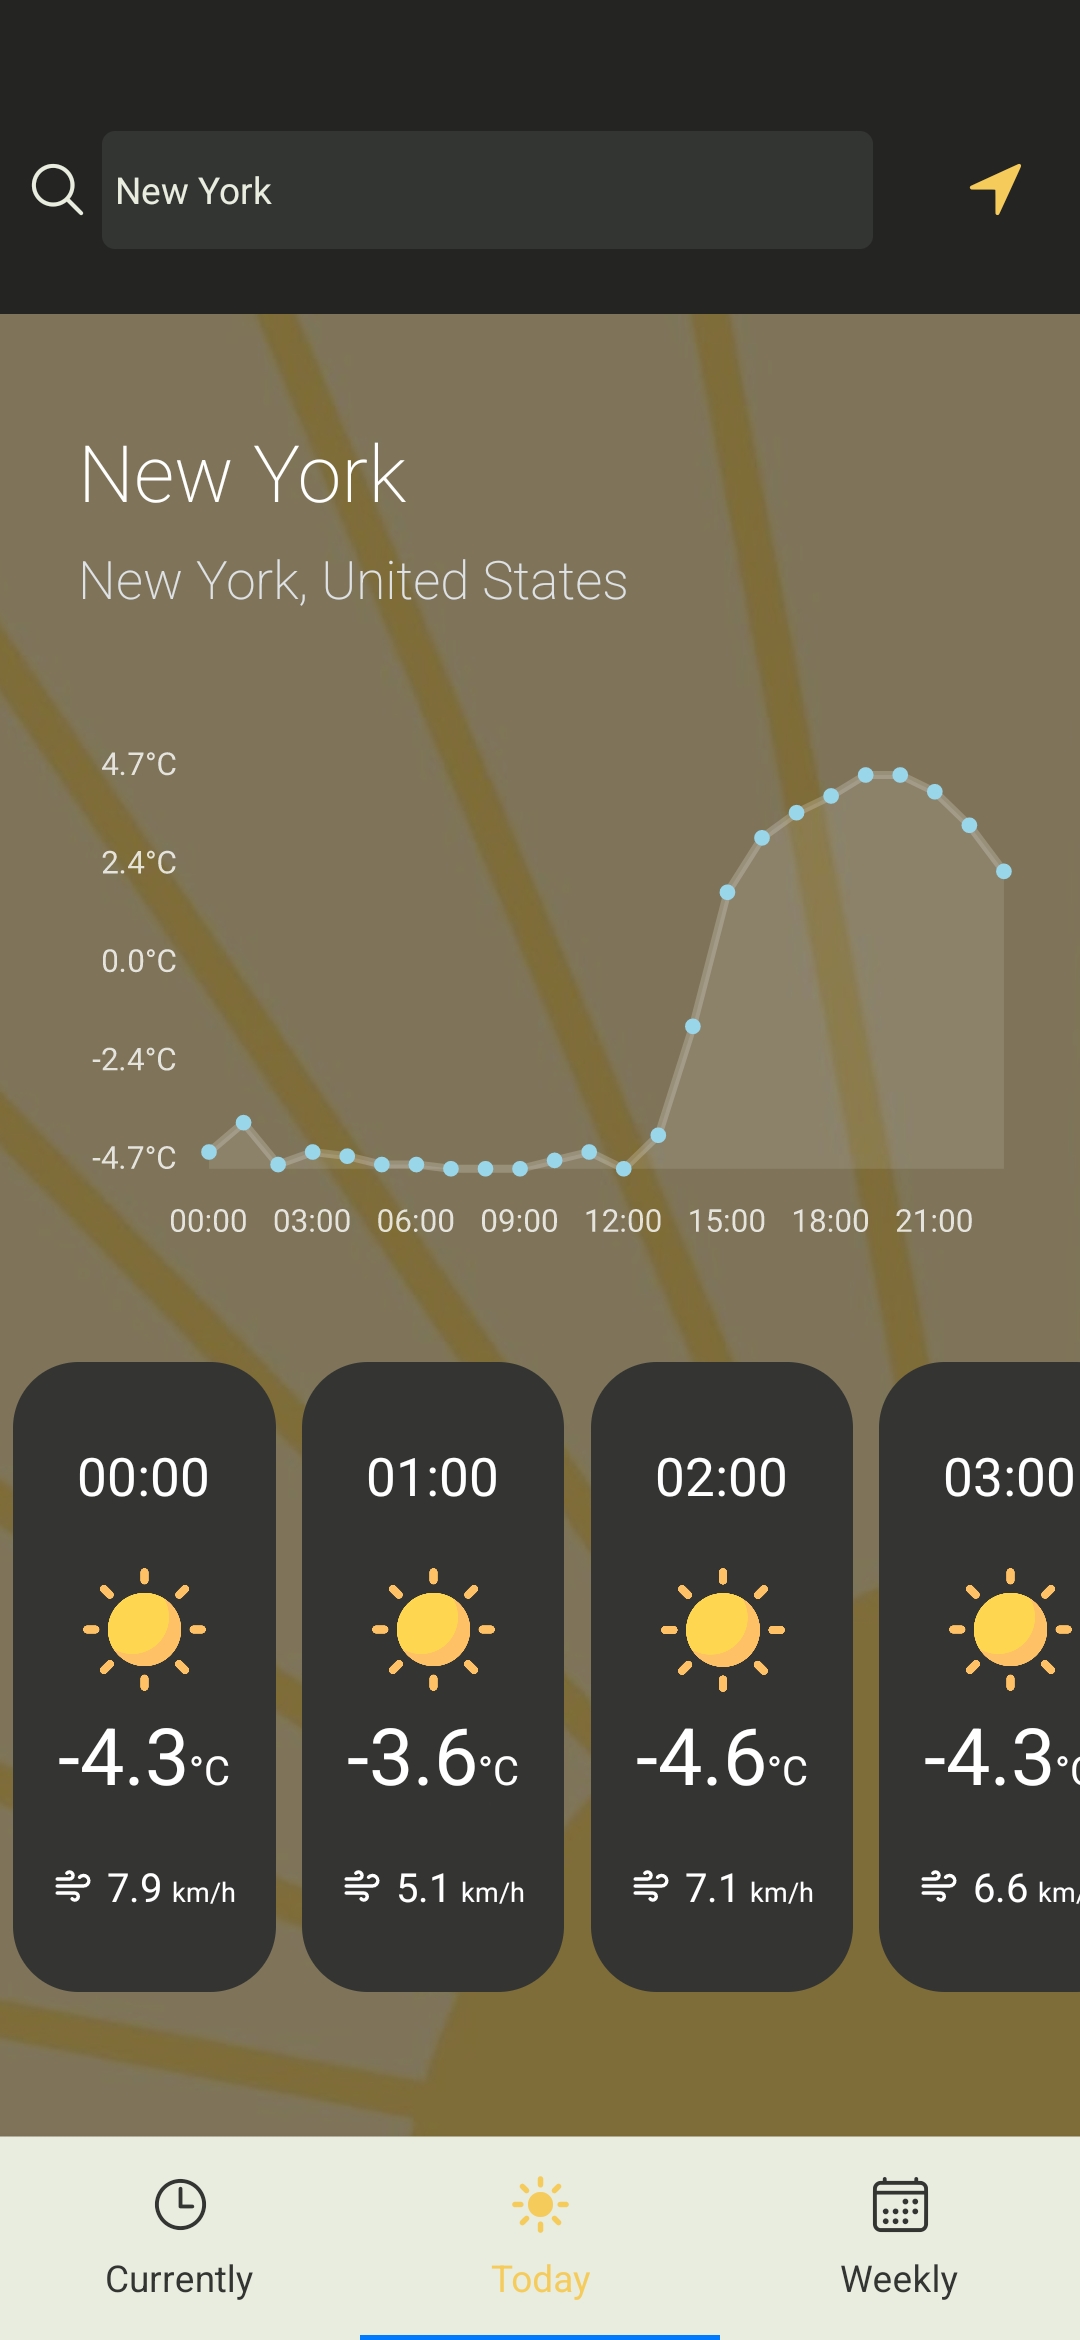 New York
New York
New York, United States
4.7°C
2.4°C
0.0°C
-2.4°C
-4.7°C
00:00 03:00 06:00 09:00 12:00 15:00 18:00 21:00
00:00 01:00 02:00 03:00
-4.3°C -3.6°C -4.6°C -4.3°C
7.9 km/h 5.1 km/h 7.1 km/h 6.6 km/
Currently Today Weekly